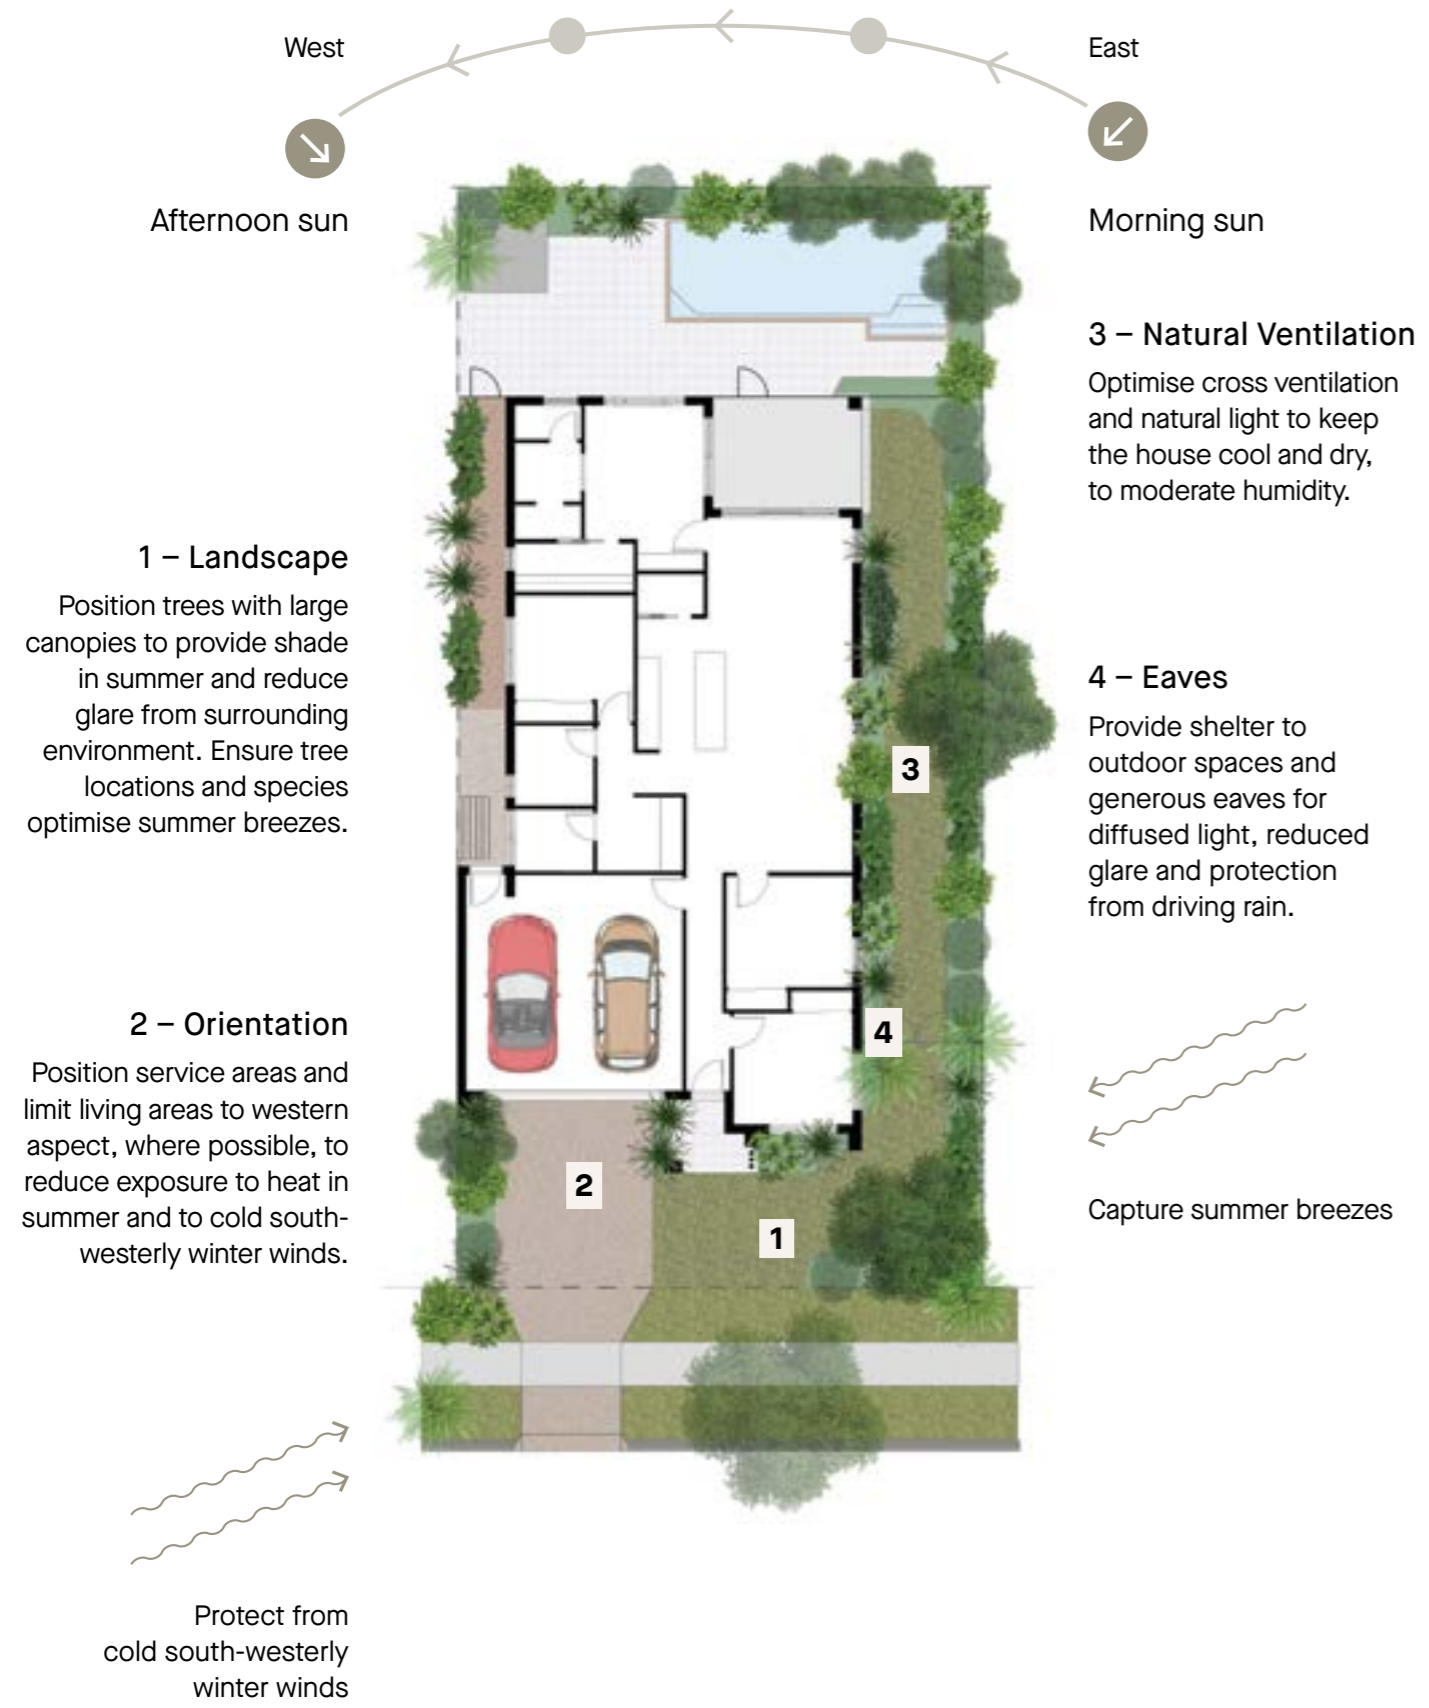 West
East
Afternoon sun
Morning sun
3 – Natural Ventilation
Optimise cross ventilation
and natural light to keep
the house cool and dry,
to moderate humidity.
1 – Landscape
Position trees with large
canopies to provide shade
in summer and reduce
glare from surrounding
environment. Ensure tree
locations and species
optimise summer breezes.
4 – Eaves
Provide shelter to
outdoor spaces and
generous eaves for
diffused light, reduced
glare and protection
from driving rain.
3
4
2 – Orientation
Position service areas and
limit living areas to western
aspect, where possible, to
reduce exposure to heat in
summer and to cold south-
westerly winter winds.
2
1
Capture summer breezes
Protect from
cold south-westerly
winter winds